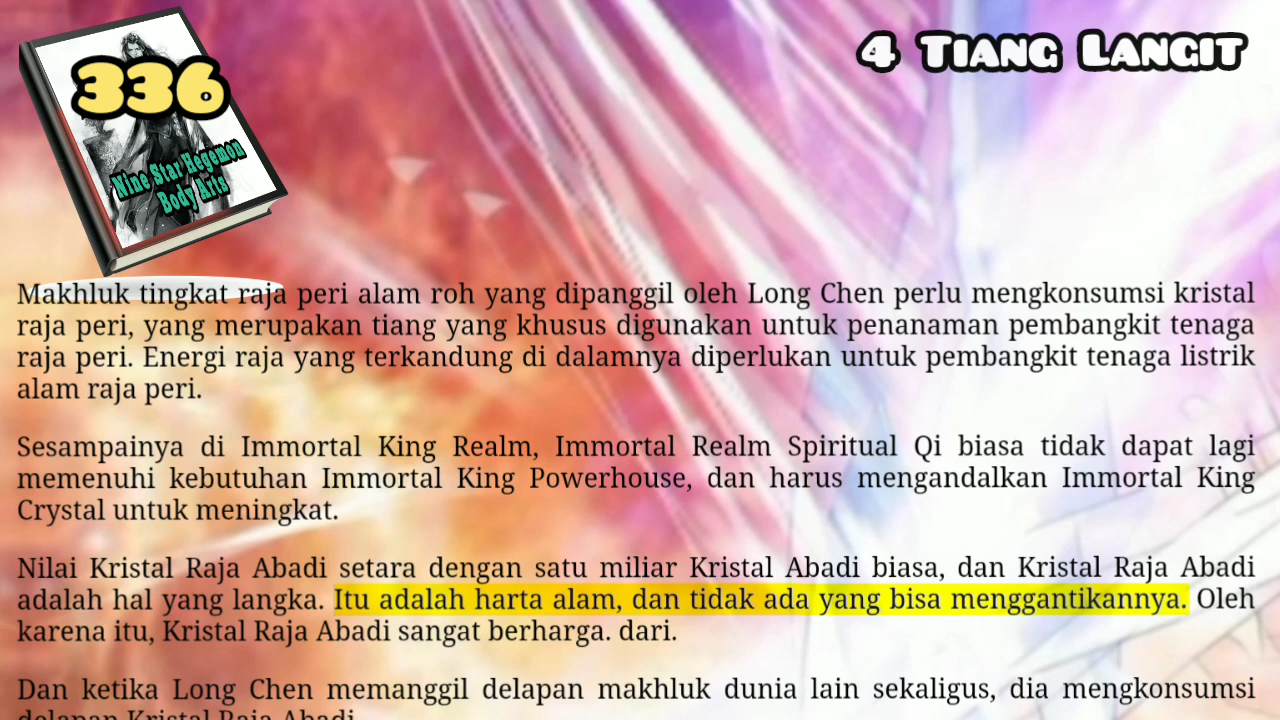 336
4 Tiang Langit
Nine Star Hegemon
Body Arts
Makhluk tingkat raja peri alam roh yang dipanggil oleh Long Chen perlu mengkonsumsi kristal
raja peri, yang merupakan tiang yang khusus digunakan untuk penanaman pembangkit tenaga
raja peri. Energi raja yang terkandung di dalamnya diperlukan untuk pembangkit tenaga listrik
alam raja peri.
Sesampainya di Immortal King Realm, Immortal Realm Spiritual Qi biasa tidak dapat lagi
memenuhi kebutuhan Immortal King Powerhouse, dan harus mengandalkan Immortal King
Crystal untuk meningkat.
Nilai Kristal Raja Abadi setara dengan satu miliar Kristal Abadi biasa, dan Kristal Raja Abadi
adalah hal yang langka. Itu adalah harta alam, dan tidak ada yang bisa menggantikannya. Oleh
karena itu, Kristal Raja Abadi sangat berharga. dari.
Dan ketika Long Chen memanggil delapan makhluk dunia lain sekaligus, dia mengkonsumsi
delapan Kristal Raja Abadi